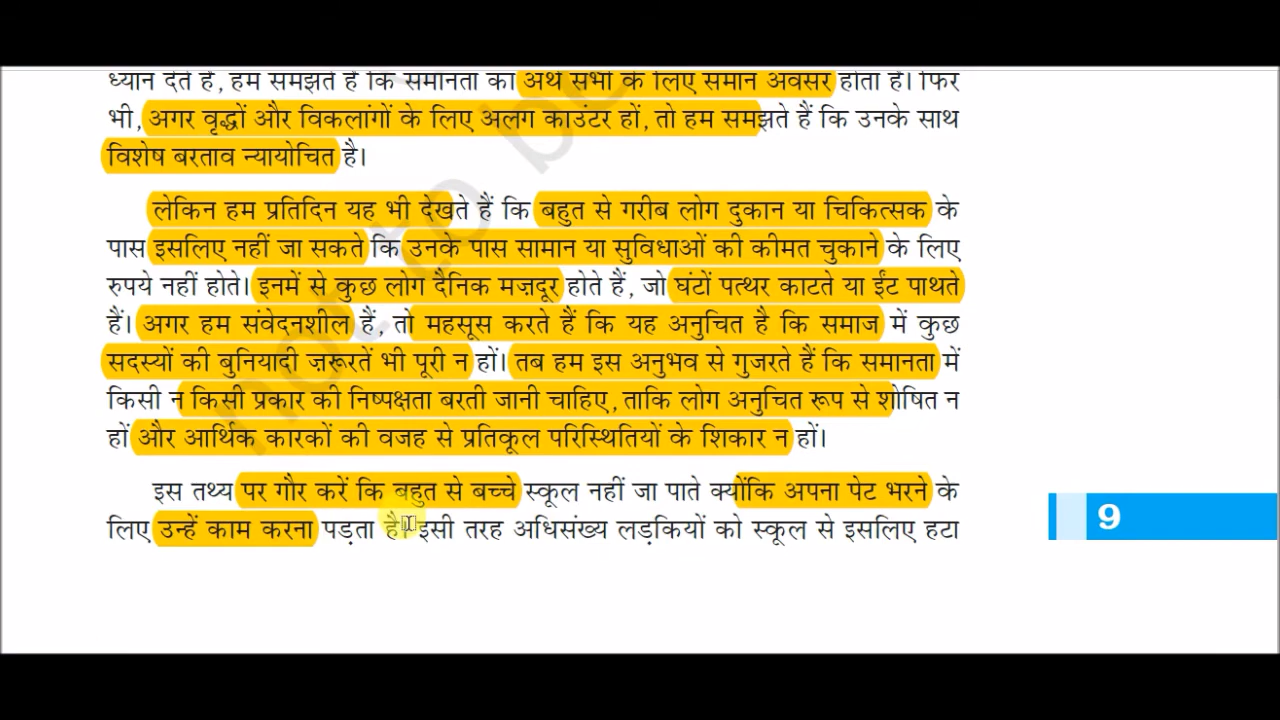 ध्यान देते हैं, हम समझते हैं कि समानता का अर्थ सभी के लिए समान अवसर होता है। फिर
भी, अगर वृद्धों और विकलांगों के लिए अलग काउंटर हों, तो हम समझते हैं कि उनके साथ
विशेष बरताव न्यायोचित है।
लेकिन हम प्रतिदिन यह भी देखते हैं कि बहुत से गरीब लोग दुकान या चिकित्सक के
पास इसलिए नहीं जा सकते कि उनके पास सामान या सुविधाओं की कीमत चुकाने के लिए
रुपये नहीं होते। इनमें से कुछ लोग दैनिक मज़दूर होते हैं, जो घंटों पत्थर काटते या ईंट पाथते
हैं। अगर हम संवेदनशील हैं, तो महसूस करते हैं कि यह अनुचित है कि समाज में कुछ
सदस्यों की बुनियादी ज़रूरतें भी पूरी न हों। तब हम इस अनुभव से गुजरते हैं कि समानता में
किसी न किसी प्रकार की निष्पक्षता बरती जानी चाहिए, ताकि लोग अनुचित रूप से शोषित न
हों और आर्थिक कारकों की वजह से प्रतिकूल परिस्थितियों के शिकार न हों।
इस तथ्य पर गौर करें कि बहुत से बच्चे स्कूल नहीं जा पाते क्योंकि अपना पेट भरने के
लिए उन्हें काम करना पड़ता है। इसी तरह अधिसंख्य लड़कियों को स्कूल से इसलिए हटा
9
not to be